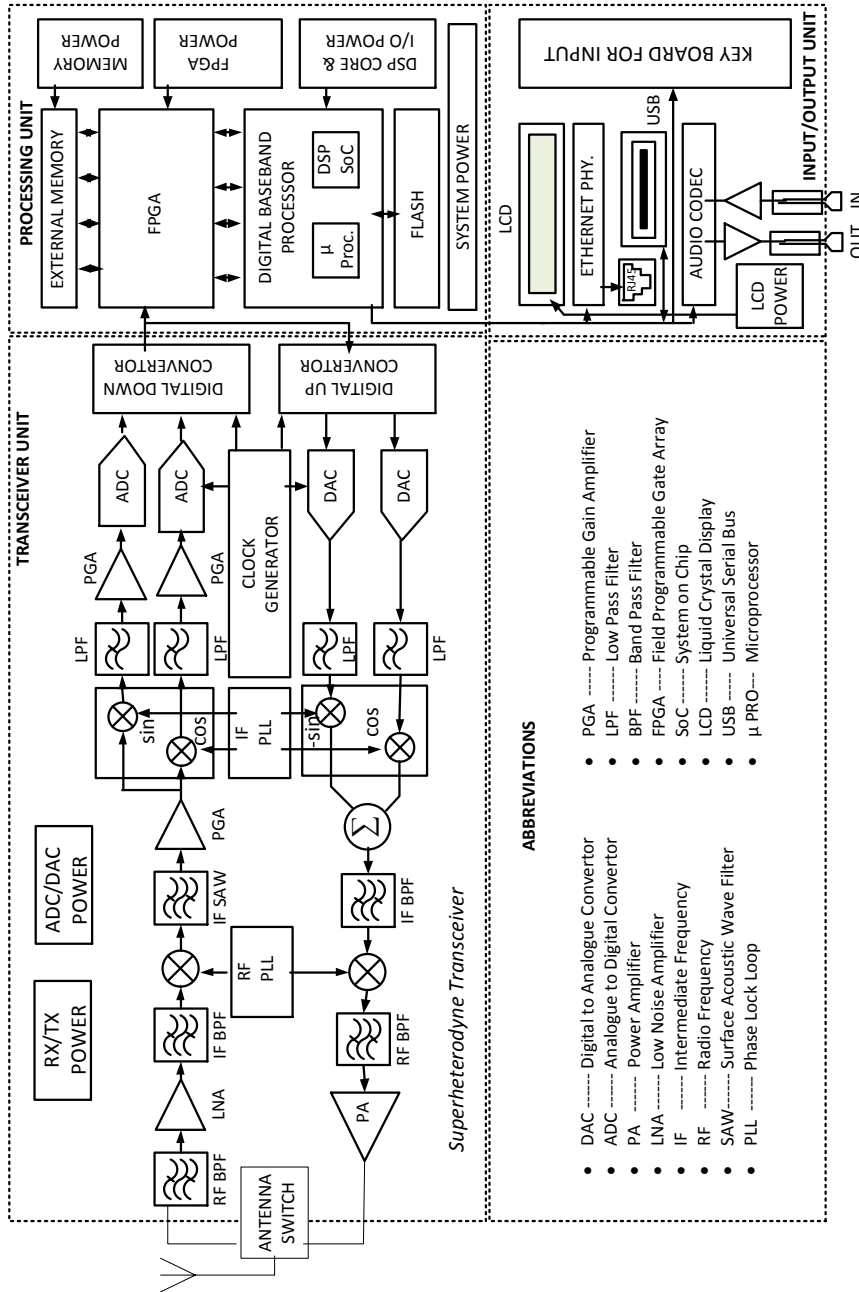 TRANSCEIVER UNIT
RX/TX
POWER
ADC/DAC
POWER
RF BPF
LNA
IF BPF
IF SAW
PGA
sin
cos
LPF
LPF
PGA
PGA
ADC
ADC
DIGITAL DOWN
CONVERTOR
ANTENNA
SWITCH
RF
PLL
IF
PLL
CLOCK
GENERATOR
PA
RF BPF
IF BPF
Σ
-sin
cos
LPF
LPF
DAC
DAC
DIGITAL UP
CONVERTOR
Superheterodyne Transceiver
PROCESSING UNIT
MEMORY
POWER
FPGA
POWER
DSP CORE &
I/O POWER
EXTERNAL MEMORY
FPGA
DIGITAL BASEBAND
PROCESSOR
µ
Proc.
DSP
SoC
FLASH
SYSTEM POWER
ABBREVIATIONS
• DAC ------ Digital to Analogue Convertor
• ADC ------ Analogue to Digital Convertor
• PA ------ Power Amplifier
• LNA ------ Low Noise Amplifier
• IF ------ Intermediate Frequency
• RF ------ Radio Frequency
• SAW------ Surface Acoustic Wave Filter
• PLL ------ Phase Lock Loop
• PGA ----- Programmable Gain Amplifier
• LPF ------ Low Pass Filter
• BPF ------ Band Pass Filter
• FPGA ---- Field Programmable Gate Array
• SoC ------ System on Chip
• LCD ------ Liquid Crystal Display
• USB ------ Universal Serial Bus
• µ PRO--- Microprocessor
LCD
ETHERNET PHY.
RJ45
USB
KEY BOARD FOR INPUT
AUDIO CODEC
LCD
POWER
OUT
IN
INPUT/OUTPUT UNIT